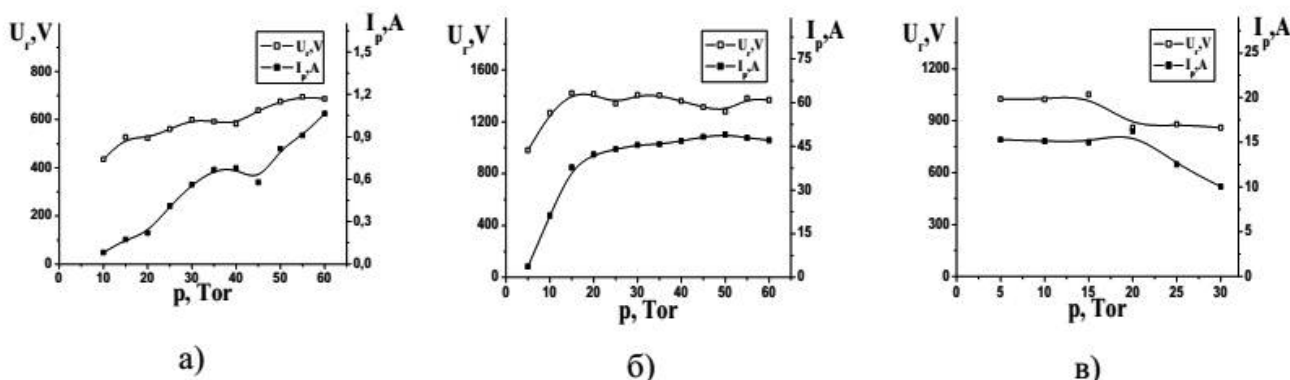 U_r,V
I_p,A
U_r,V
I_p,A
800
600
400
200
0
1,5
1,2
0,9
0,6
0,3
0,0
0 10 20 30 40 50 60
p, Tor
а)
U_r,V
I_p,A
U_r,V
I_p,A
1600
1200
800
400
0
75
60
45
30
15
0
0 10 20 30 40 50 60
p, Tor
б)
U_r,V
I_p,A
U_r,V
I_p,A
1200
900
600
300
0
25
20
15
10
5
0
0 5 10 15 20 25 30
p, Tor
в)